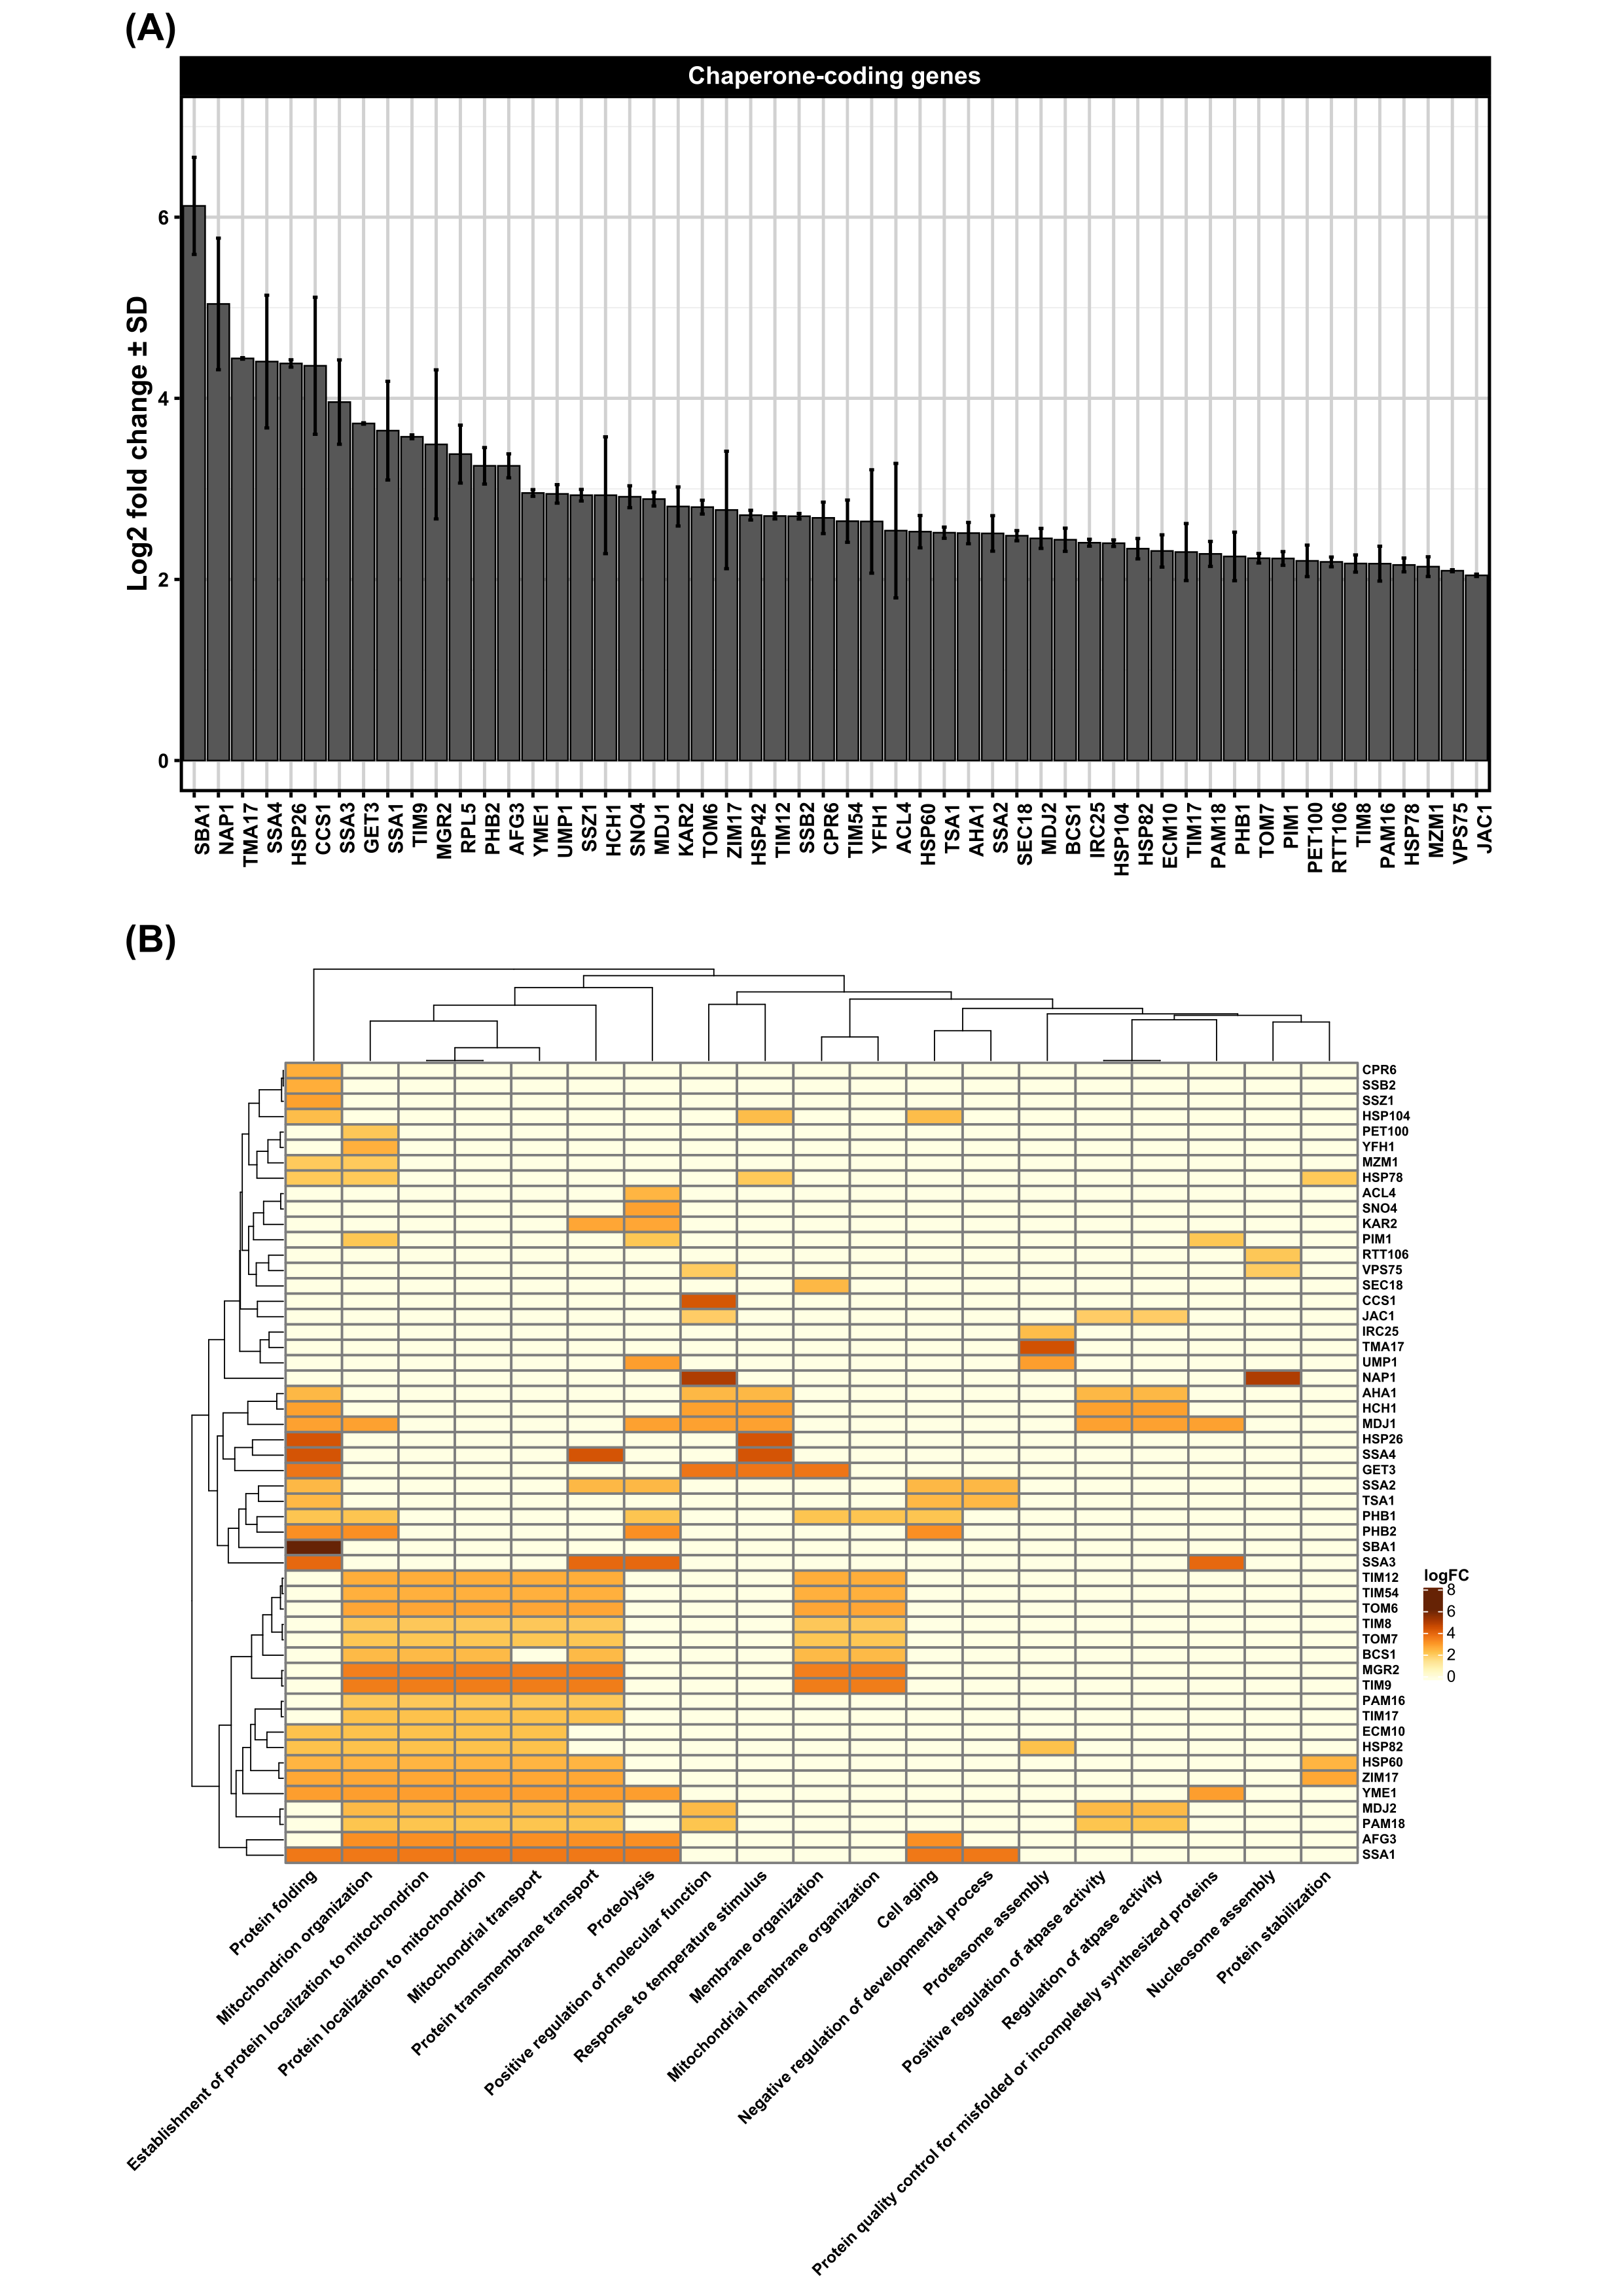 (A)
Chaperone-coding genes
Log2 fold change ± SD
6
4
2
0
SBA1
NAP1
TMA17
SSA4
HSP26
CCS1
SSA3
GET3
SSA1
TIM9
MGR2
RPL5
PHB2
AFG3
YME1
UMP1
SSZ1
HCH1
SNO4
MDJ1
KAR2
TOM6
ZIM17
HSP42
TIM12
SSB2
CPR6
TIM54
YFH1
ACL4
HSP60
TSA1
AHA1
SSA2
SEC18
MDJ2
BCS1
IRC25
HSP104
HSP82
ECM10
TIM17
PAM18
PHB1
TOM7
PIM1
PET100
RTT106
TIM8
PAM16
HSP78
MZM1
VPS75
JAC1
(B)
CPR6
SSB2
SSZ1
HSP104
PET100
YFH1
MZM1
HSP78
ACL4
SNO4
KAR2
PIM1
RTT106
VPS75
SEC18
CCS1
JAC1
IRC25
TMA17
UMP1
NAP1
AHA1
HCH1
MDJ1
HSP26
SSA4
GET3
SSA2
TSA1
PHB1
PHB2
SBA1
SSA3
TIM12
TIM54
TOM6
TIM8
TOM7
BCS1
MGR2
TIM9
PAM16
TIM17
ECM10
HSP82
HSP60
ZIM17
YME1
MDJ2
PAM18
AFG3
SSA1
logFC
8
6
4
2
0
Protein folding
Mitochondrion organization
Establishment of protein localization to mitochondrion
Protein localization to mitochondrion
Mitochondrial transport
Protein transmembrane transport
Proteolysis
Positive regulation of molecular function
Response to temperature stimulus
Membrane organization
Mitochondrial membrane organization
Cell aging
Negative regulation of developmental process
Proteasome assembly
Positive regulation of atpase activity
Regulation of atpase activity
Protein quality control for misfolded or incompletely synthesized proteins
Nucleosome assembly
Protein stabilization